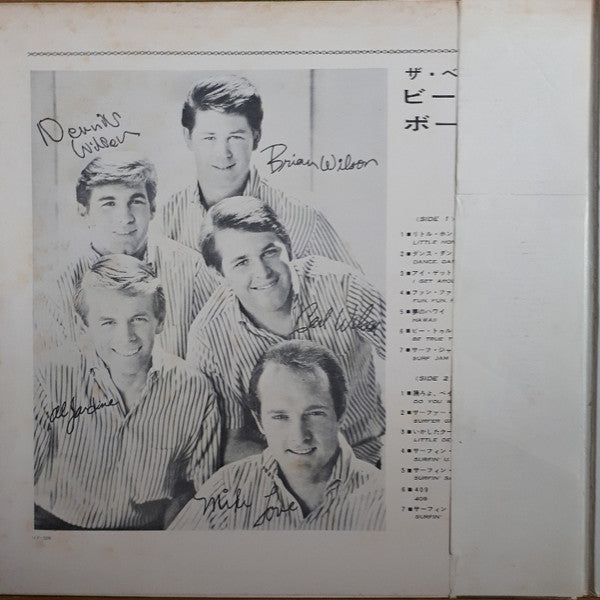 Dennis
Wilson
Brian Wilson
Carl Wilson
Al Jardine
Mike Love
ザ・ベ
ビー
ボー
(SIDE 1)
1■リトル・ホン
LITTLE HON
2■ダンス・ダン
DANCE, DAN
3■アイ・ゲット
I GET AROU
4■ファン・ファ
FUN, FUN, F
5■夢のハワイ
HAWAII
6■ビー・トゥル
BE TRUE T
7■サーフ・ジャ
SURF JAM
(SIDE 2
1■踊ろよ、ベイ
DO YOU W
2■サーファー・
SURFER G
3■いかしたクー
LITTLE DE
4■サーフィン・
SURFIN' U.
5■サーフィン・
SURFIN' SA
6■409
409
7■サーフィン
SURFIN'